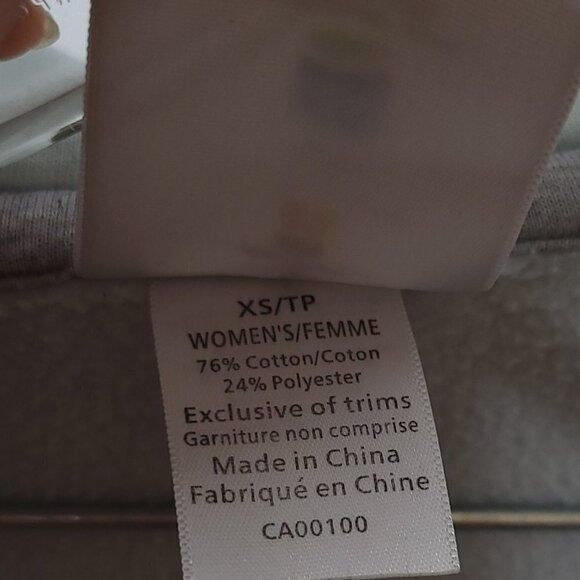 XS/TP
WOMEN'S/FEMME
76% Cotton/Coton
24% Polyester
Exclusive of trims
Garniture non comprise
Made in China
Fabriqué en Chine
CA00100